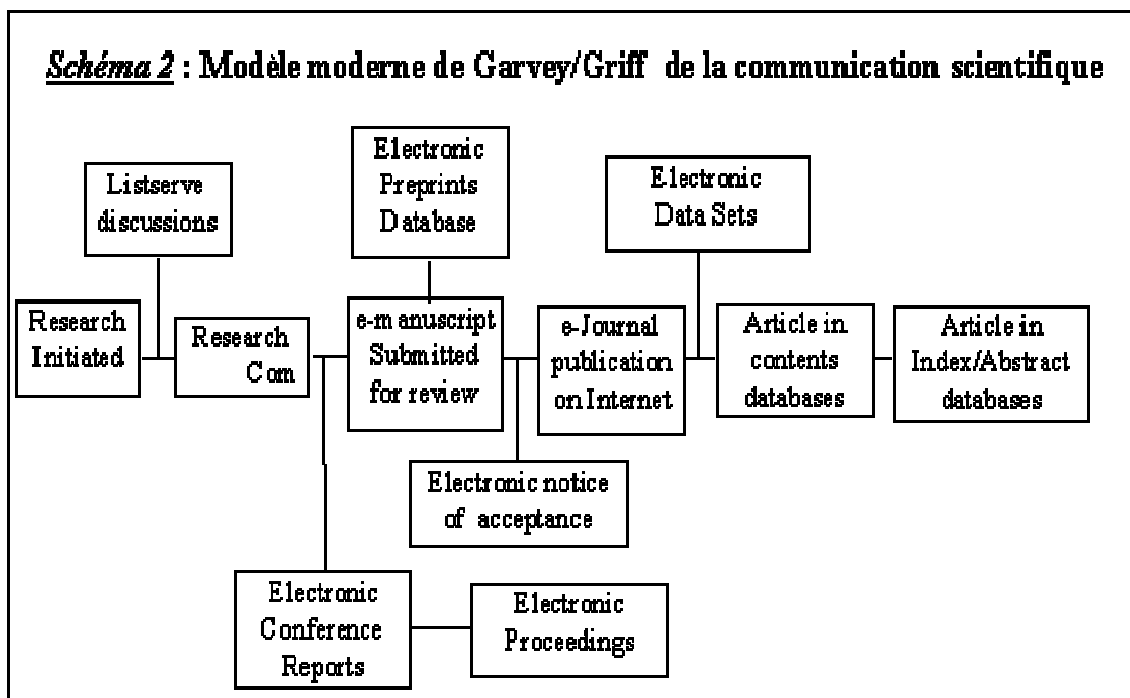 Schéma 2 : Modèle moderne de Garvey/Griff de la communication scientifique
Listserve
discussions
Electronic
Preprints
Database
Electronic
Data Sets
Research
Initiated
Research
Com
e-manuscript
Submitted
for review
e-Journal
publication
on Internet
Article in
contents
databases
Article in
Index/Abstract
databases
Electronic notice
of acceptance
Electronic
Conference
Reports
Electronic
Proceedings